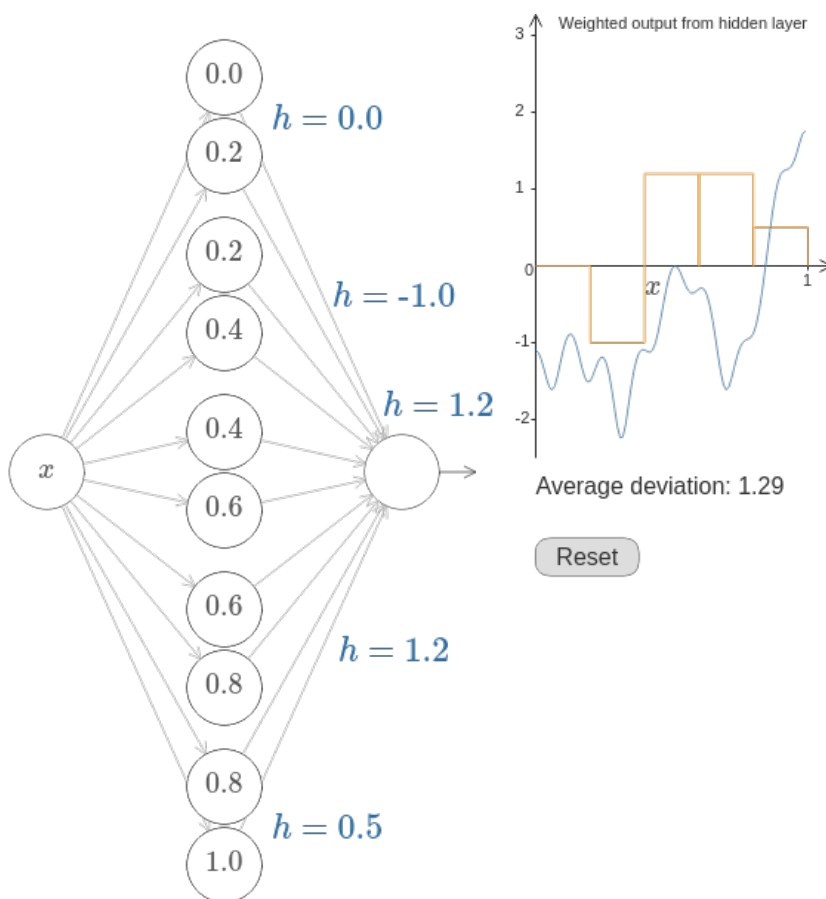 0.0
h = 0.0
0.2
0.2
h = -1.0
0.4
h = 1.2
0.4
x
0.6
0.6
h = 1.2
0.8
0.8
h = 0.5
1.0
Weighted output from hidden layer
3
2
1
0
x
1
-1
-2
Average deviation: 1.29
Reset